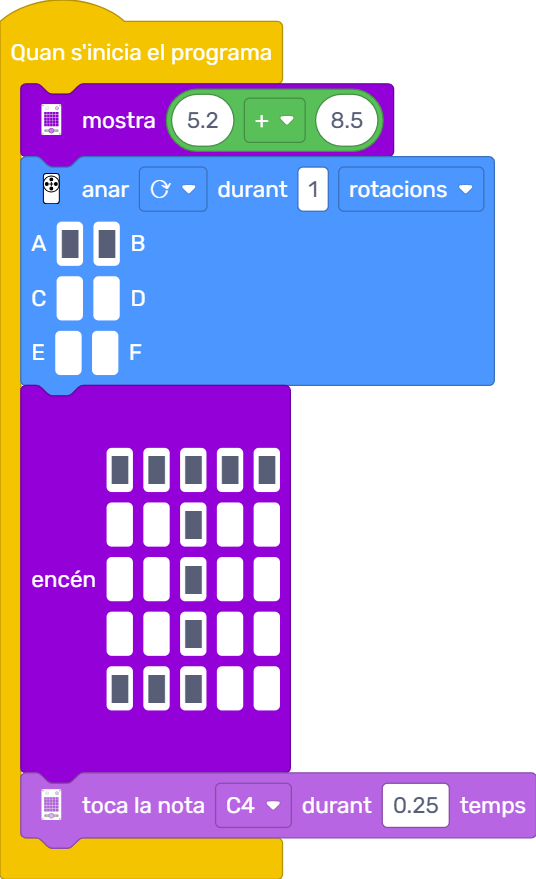 Quan s'inicia el programa
mostra 5.2 + 8.5
anar durant 1 rotacions
A B
C D
E F
encén
toca la nota C4 durant 0.25 temps